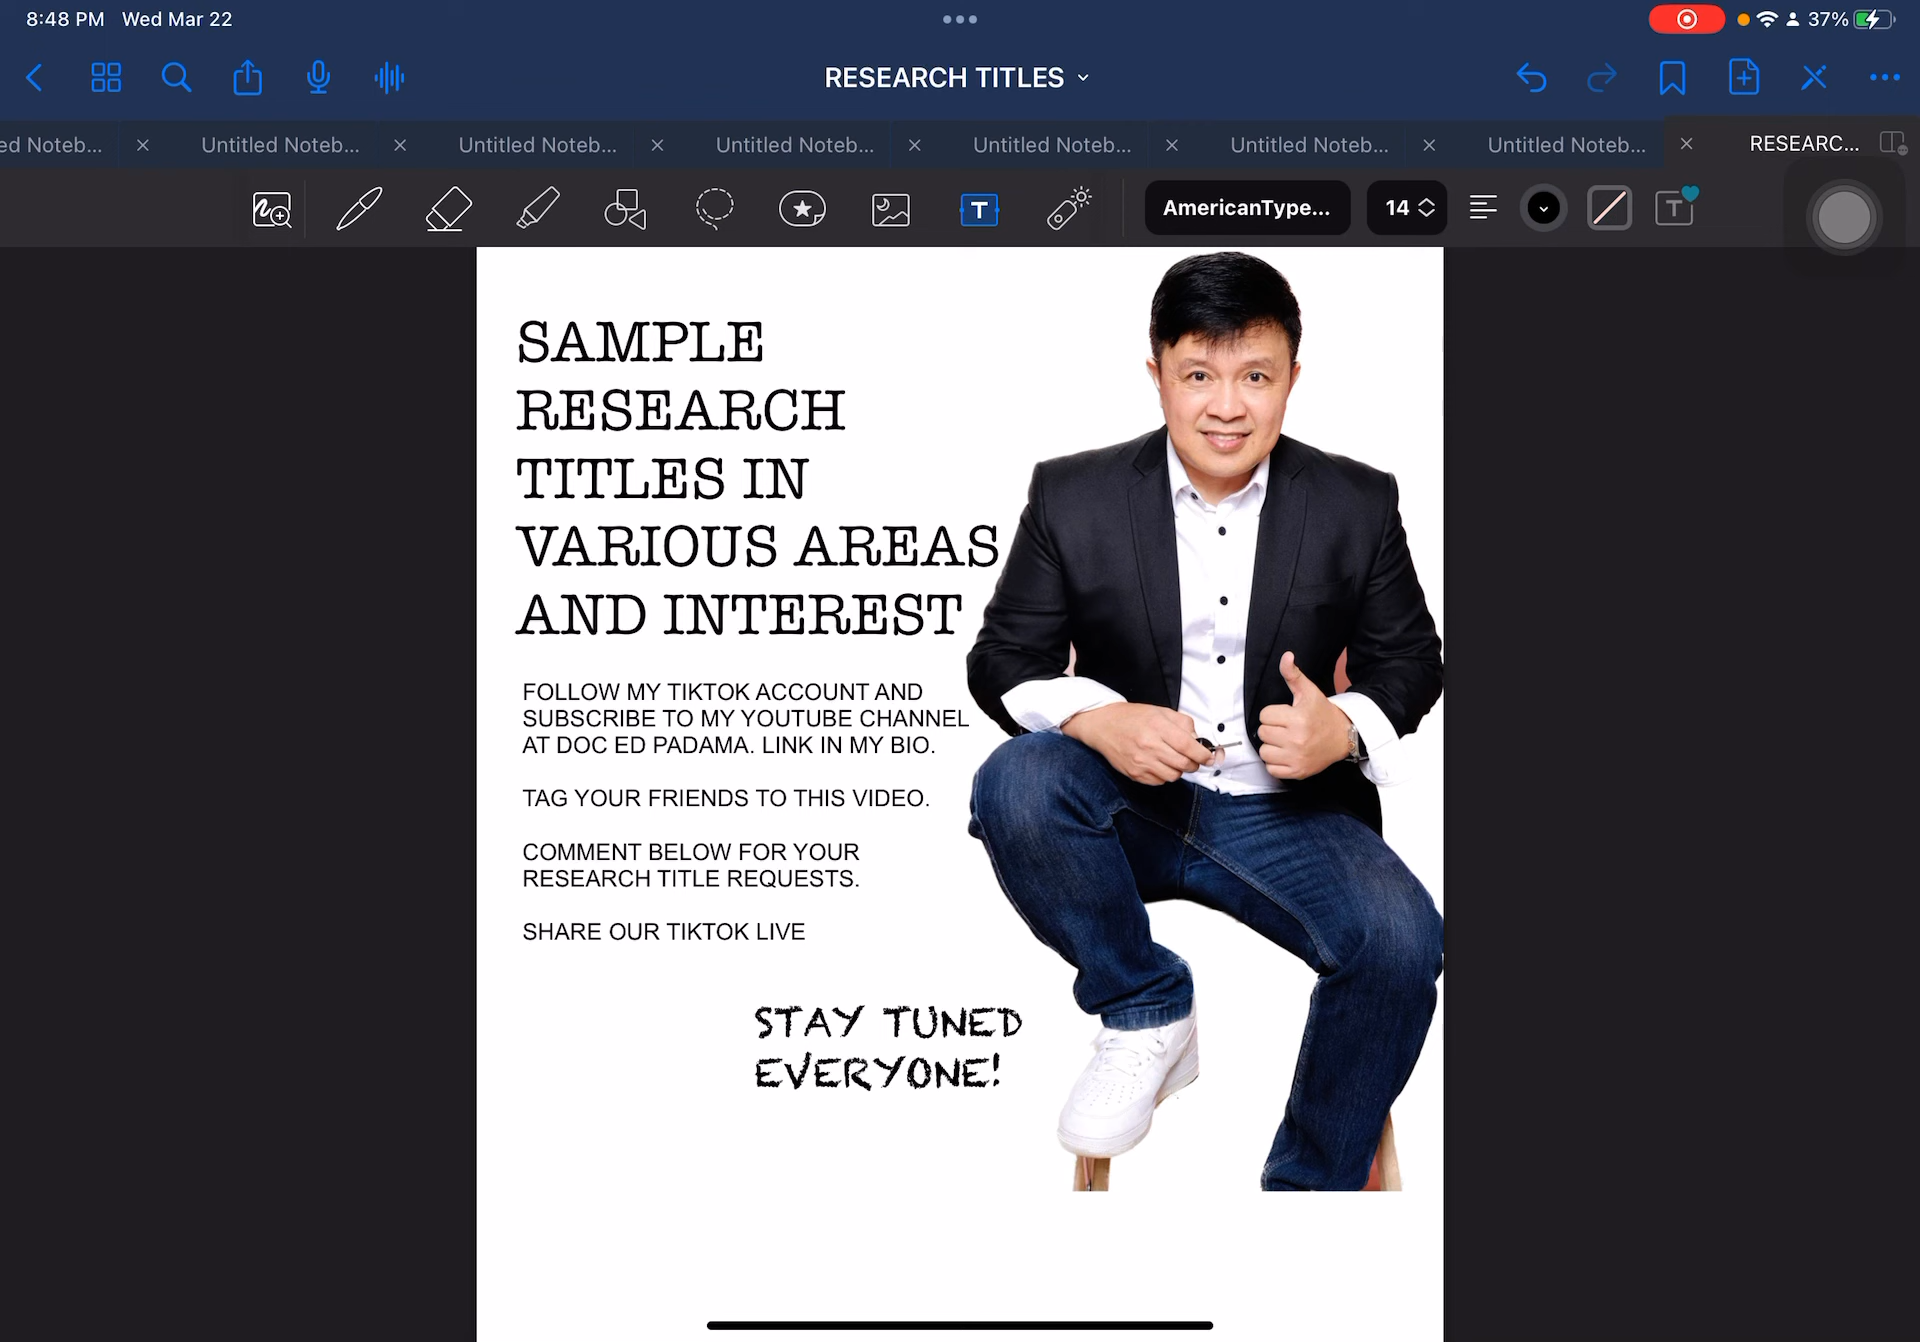 8:48 PM Wed Mar 22
37%
RESEARCH TITLES
ed Noteb...
Untitled Noteb...
Untitled Noteb...
Untitled Noteb...
Untitled Noteb...
Untitled Noteb...
Untitled Noteb...
RESEARC...
T
AmericanType...
14
T
SAMPLE
RESEARCH
TITLES IN
VARIOUS AREAS
AND INTEREST
FOLLOW MY TIKTOK ACCOUNT AND
SUBSCRIBE TO MY YOUTUBE CHANNEL
AT DOC ED PADAMA. LINK IN MY BIO.
TAG YOUR FRIENDS TO THIS VIDEO.
COMMENT BELOW FOR YOUR
RESEARCH TITLE REQUESTS.
SHARE OUR TIKTOK LIVE
STAY TUNED
EVERYONE!